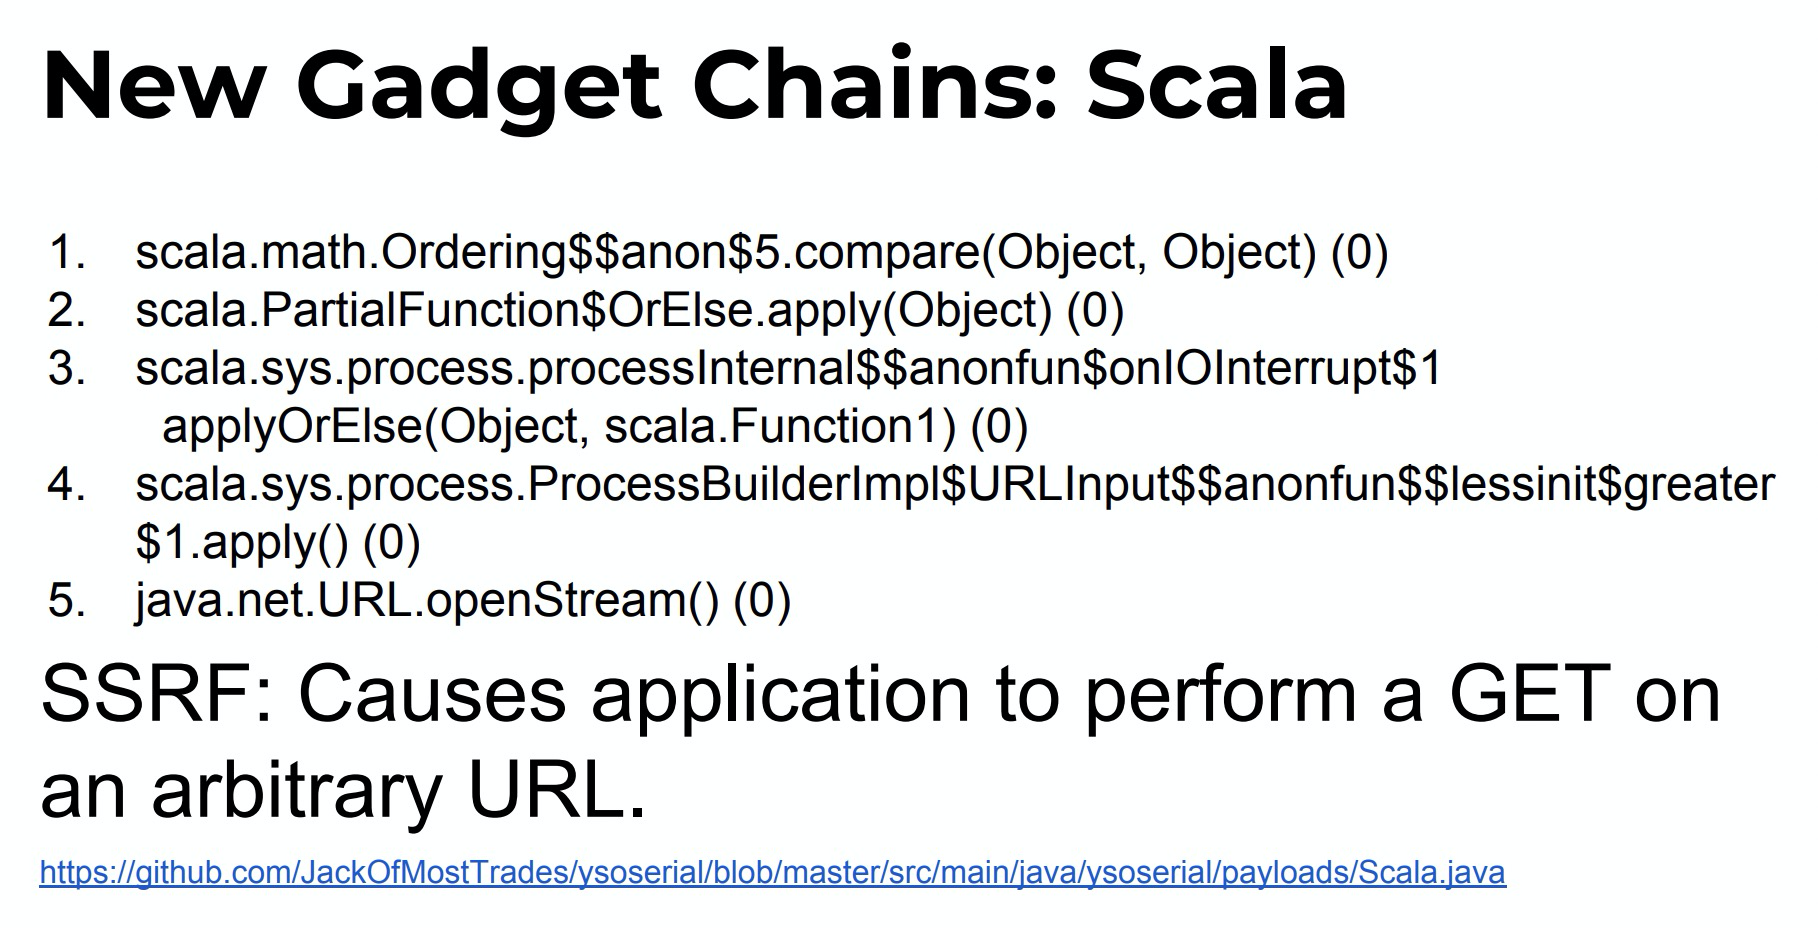 New Gadget Chains: Scala
1. scala.math.Ordering$$anon$5.compare(Object, Object) (0)
2. scala.PartialFunction$OrElse.apply(Object) (0)
3. scala.sys.process.processInternal$$anonfun$onIOInterrupt$1
applyOrElse(Object, scala.Function1) (0)
4. scala.sys.process.ProcessBuilderImpl$URLInput$$anonfun$$lessinit$greater
$1.apply() (0)
5. java.net.URL.openStream() (0)
SSRF: Causes application to perform a GET on
an arbitrary URL.
https://github.com/JackOfMostTrades/ysoserial/blob/master/src/main/java/ysoserial/payloads/Scala.java